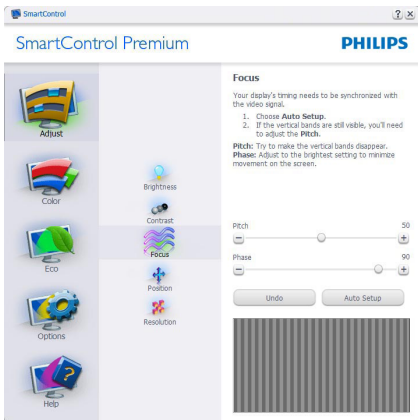 SmartControl
SmartControl Premium
PHILIPS
Adjust
Color
Eco
Options
Help
Brightness
Contrast
Focus
Position
Resolution
Focus
Your display's timing needs to be synchronized with
the video signal.
1. Choose Auto Setup.
2. If the vertical bands are still visible, you'll need
to adjust the Pitch.
Pitch: Try to make the vertical bands disappear.
Phase: Adjust to the brightest setting to minimize
movement on the screen.
Pitch 50
Phase 90
Undo Auto Setup